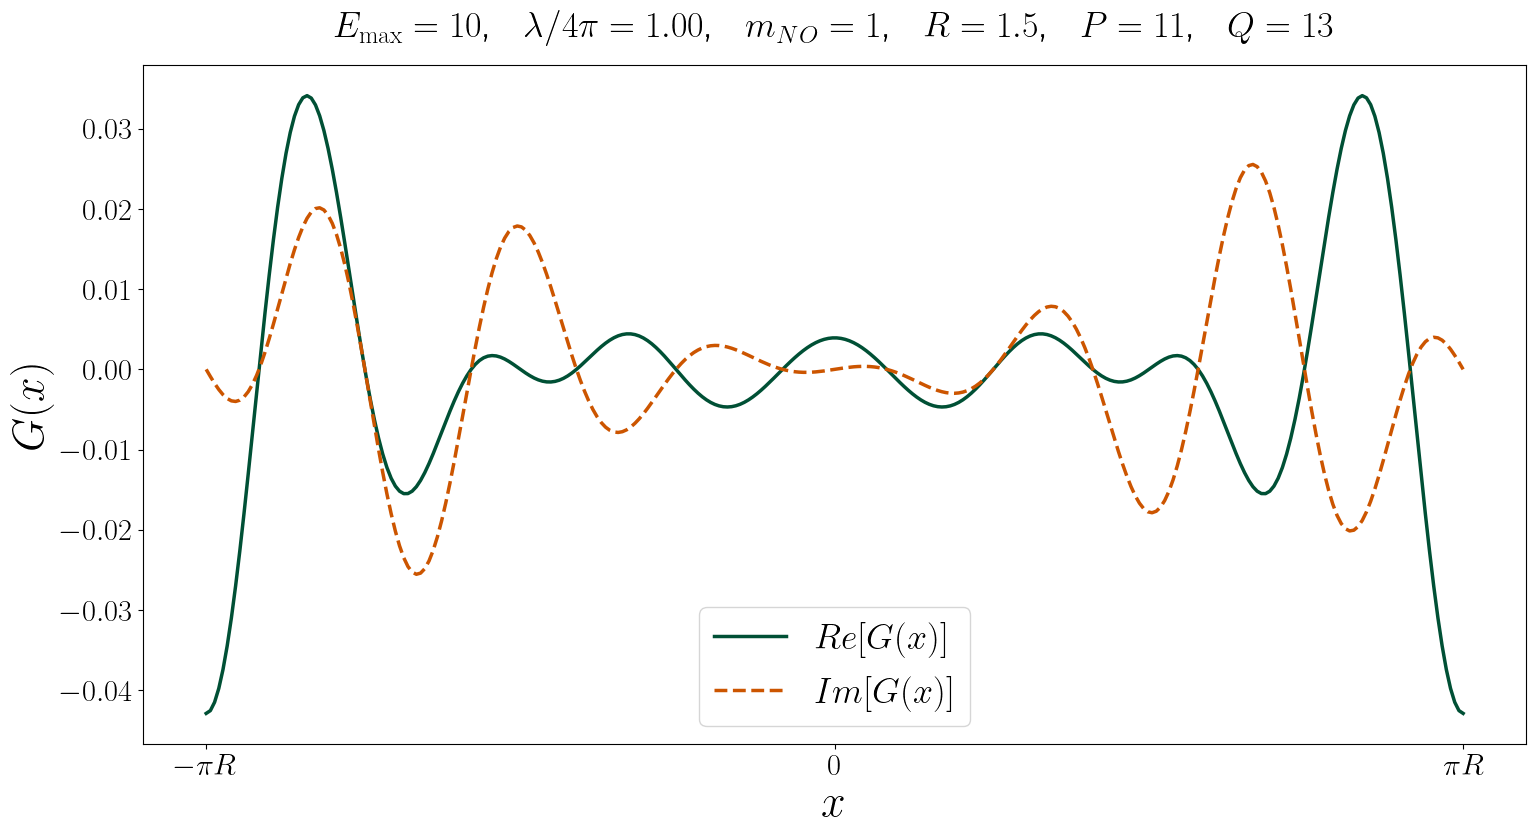 E_max = 10, λ/4π = 1.00, m_NO = 1, R = 1.5, P = 11, Q = 13
0.03
0.02
0.01
0.00
−0.01
−0.02
−0.03
−0.04
G(x)
Re[G(x)]
Im[G(x)]
−πR 0 πR
x